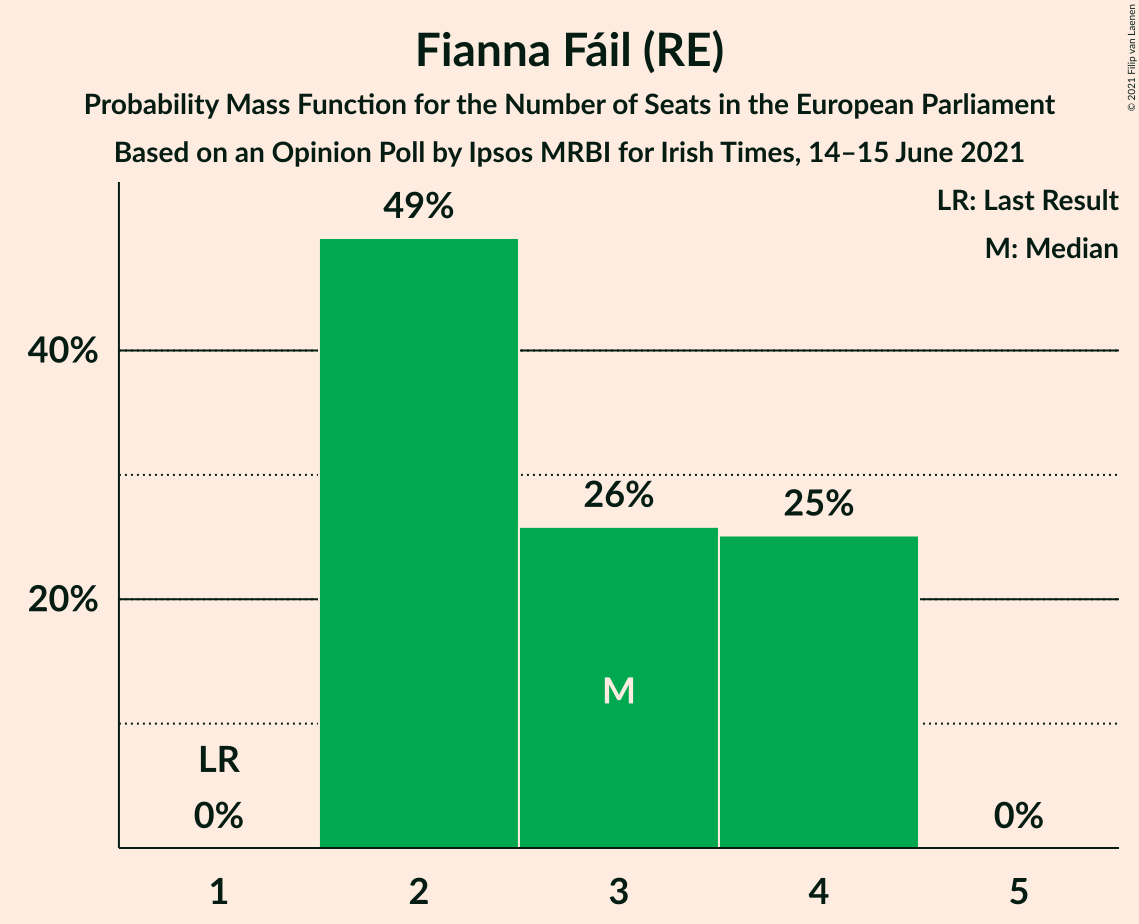 Fianna Fáil (RE)
Probability Mass Function for the Number of Seats in the European Parliament
Based on an Opinion Poll by Ipsos MRBI for Irish Times, 14–15 June 2021
© 2021 Filip van Laenen
LR: Last Result
M: Median
49%
40%
26%
25%
20%
M
LR
0%
0%
1
2
3
4
5